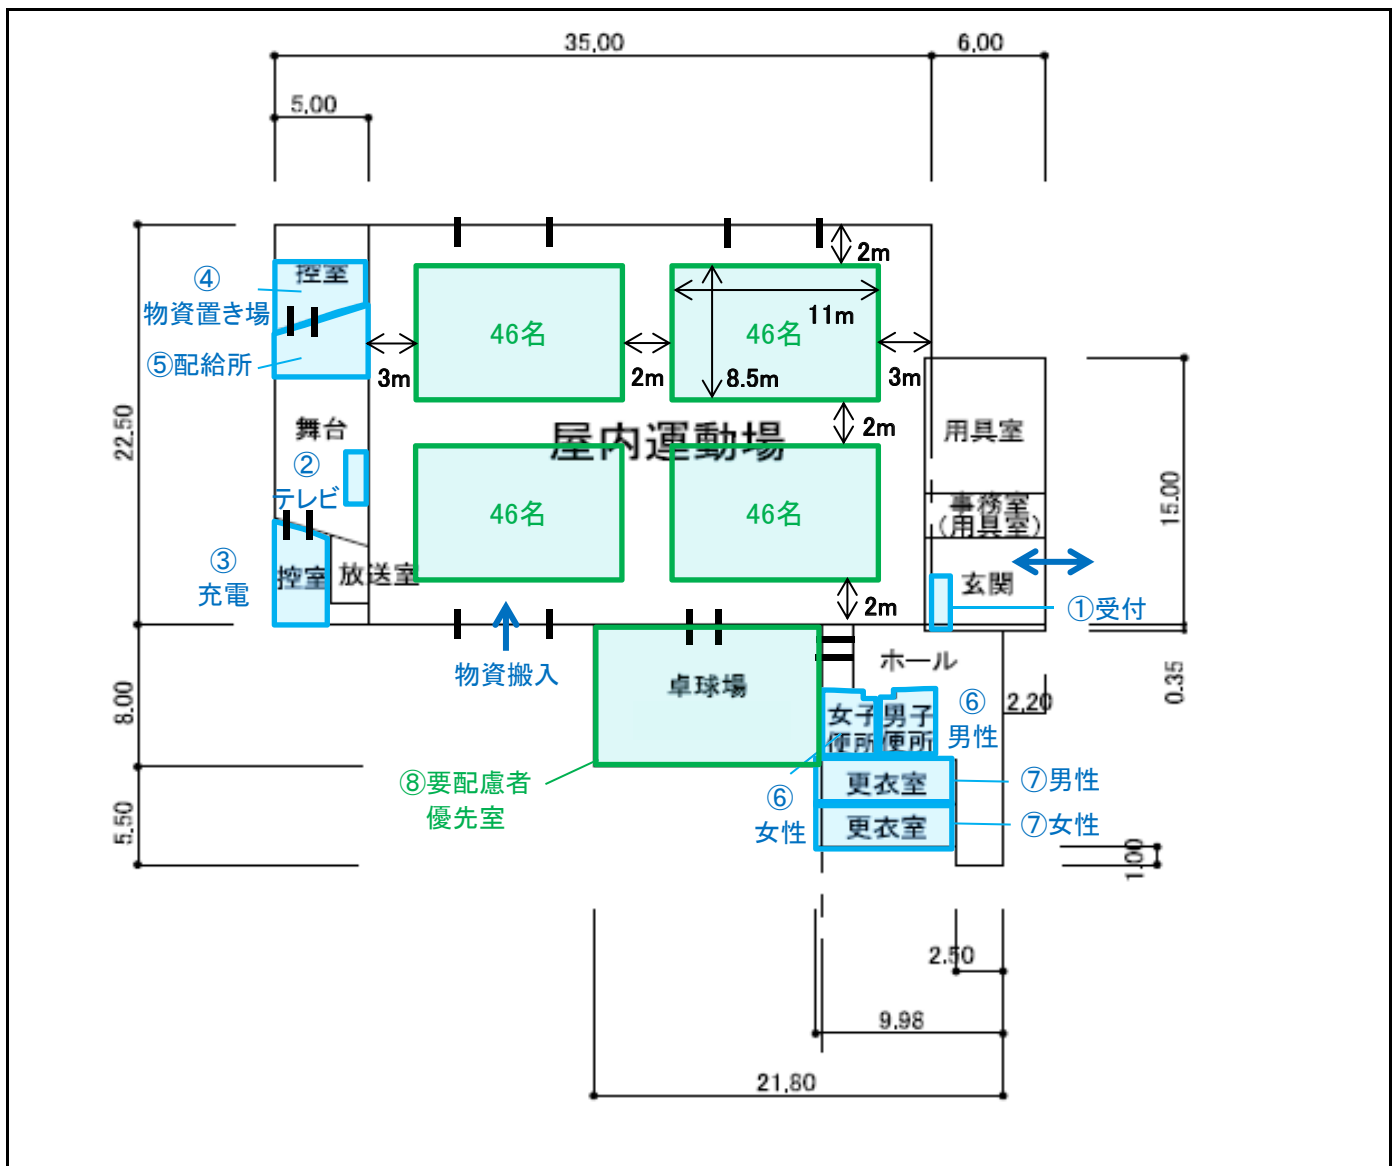 35.00
6.00
5.00
④
控室
物資置き場
⑤配給所
46名
46名
2m
11m
8.5m
3m
2m
3m
2m
22.50
舞台
屋内運動場
用具室
②
テレビ
46名
46名
事務室
(用具室)
15.00
③
充電
控室
放送室
玄関
①受付
2m
物資搬入
卓球場
ホール
8.00
2.20
0.35
女子
便所
男子
便所
⑥
男性
⑧要配慮者
優先室
⑥
女性
更衣室
⑦男性
更衣室
⑦女性
5.50
1.00
2.50
9.98
21.80